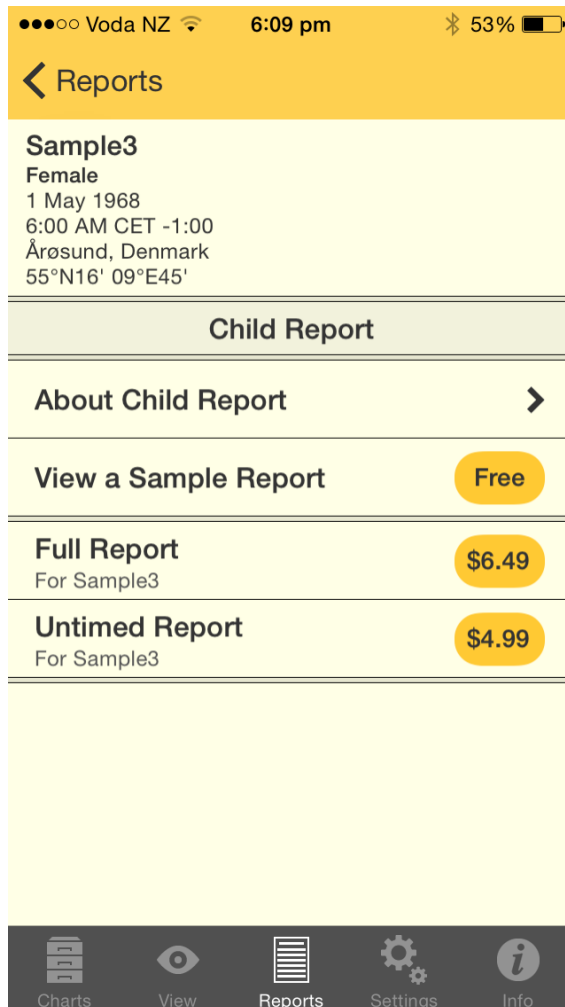 Voda NZ 6:09 pm 53%
Reports
Sample3
Female
1 May 1968
6:00 AM CET -1:00
Årøsund, Denmark
55°N16' 09°E45'
Child Report
About Child Report
View a Sample Report Free
Full Report $6.49
For Sample3
Untimed Report $4.99
For Sample3
Charts View Reports Settings Info